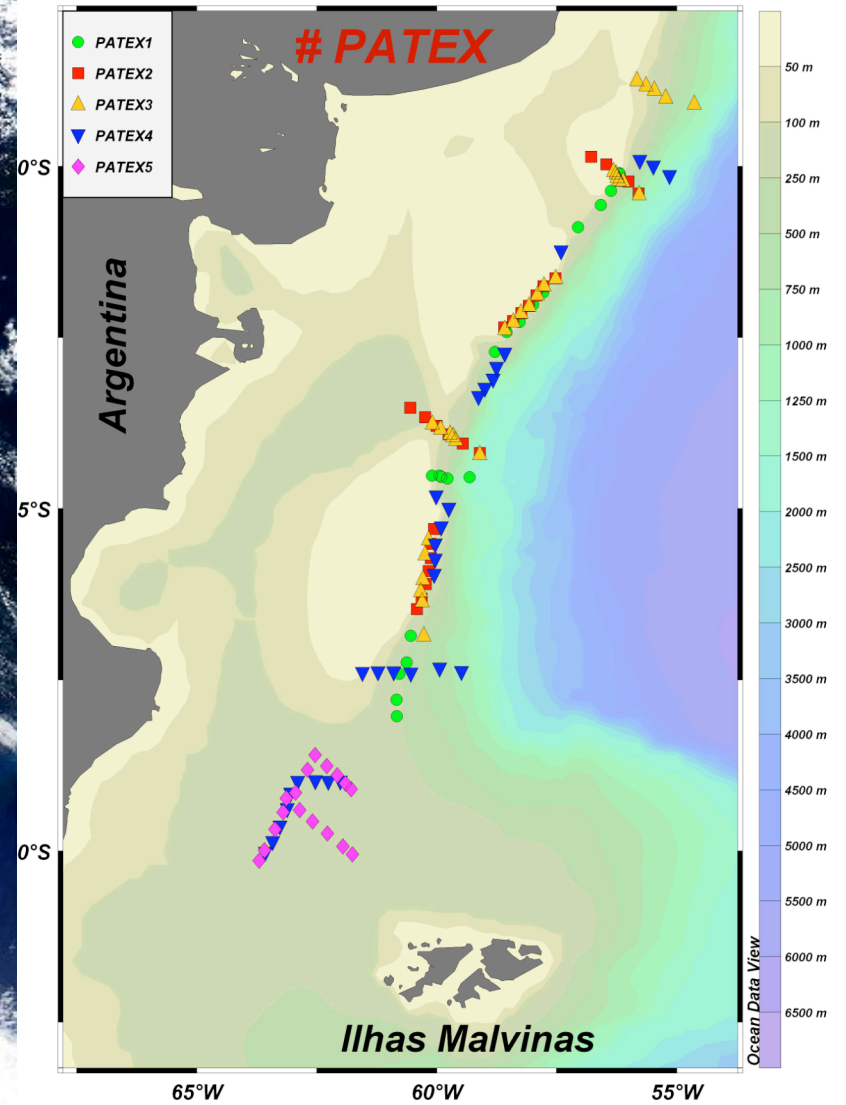 # PATEX
PATEX1
PATEX2
PATEX3
PATEX4
PATEX5
Argentina
Ilhas Malvinas
0°S
5°S
0°S
65°W
60°W
55°W
50 m
100 m
250 m
500 m
750 m
1000 m
1250 m
1500 m
2000 m
2500 m
3000 m
3500 m
4000 m
4500 m
5000 m
5500 m
6000 m
6500 m
Ocean Data View